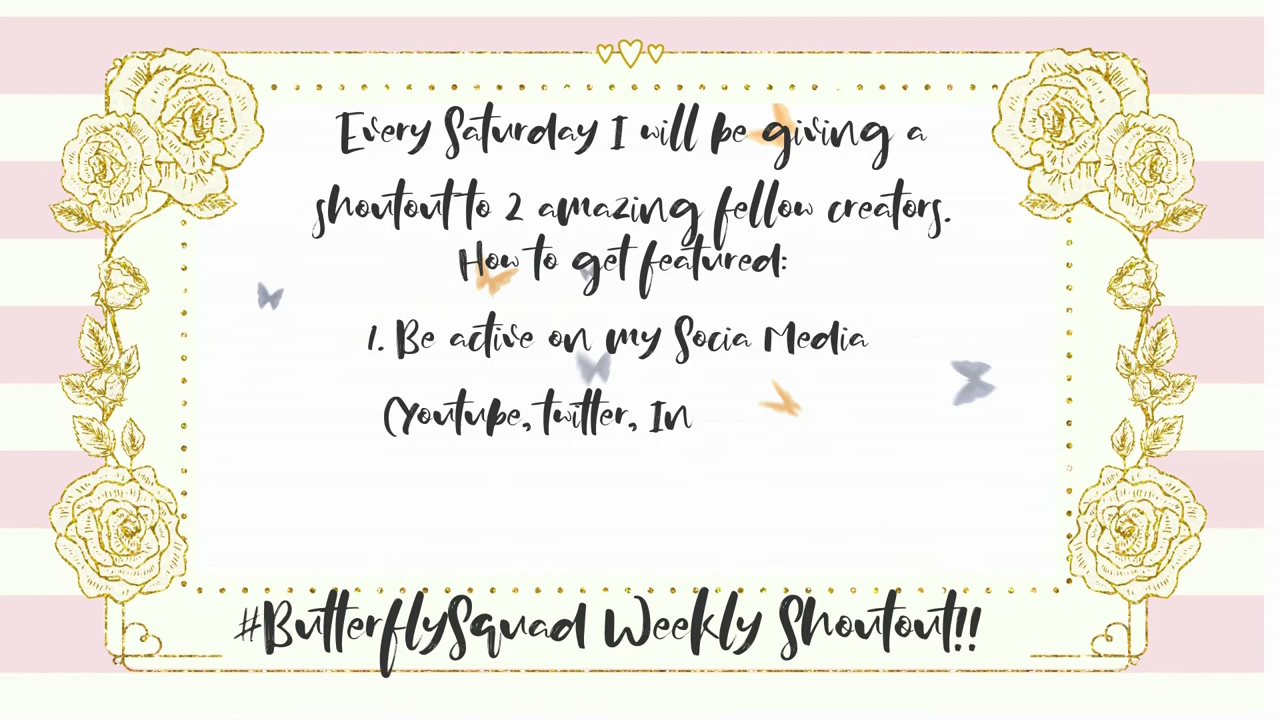 Every Saturday I will be giving a
shoutout to 2 amazing fellow creators.
How to get featured:
1. Be active on my Socia Media
(Youtube, twitter, In
#ButterflySquad Weekly Shoutout!!